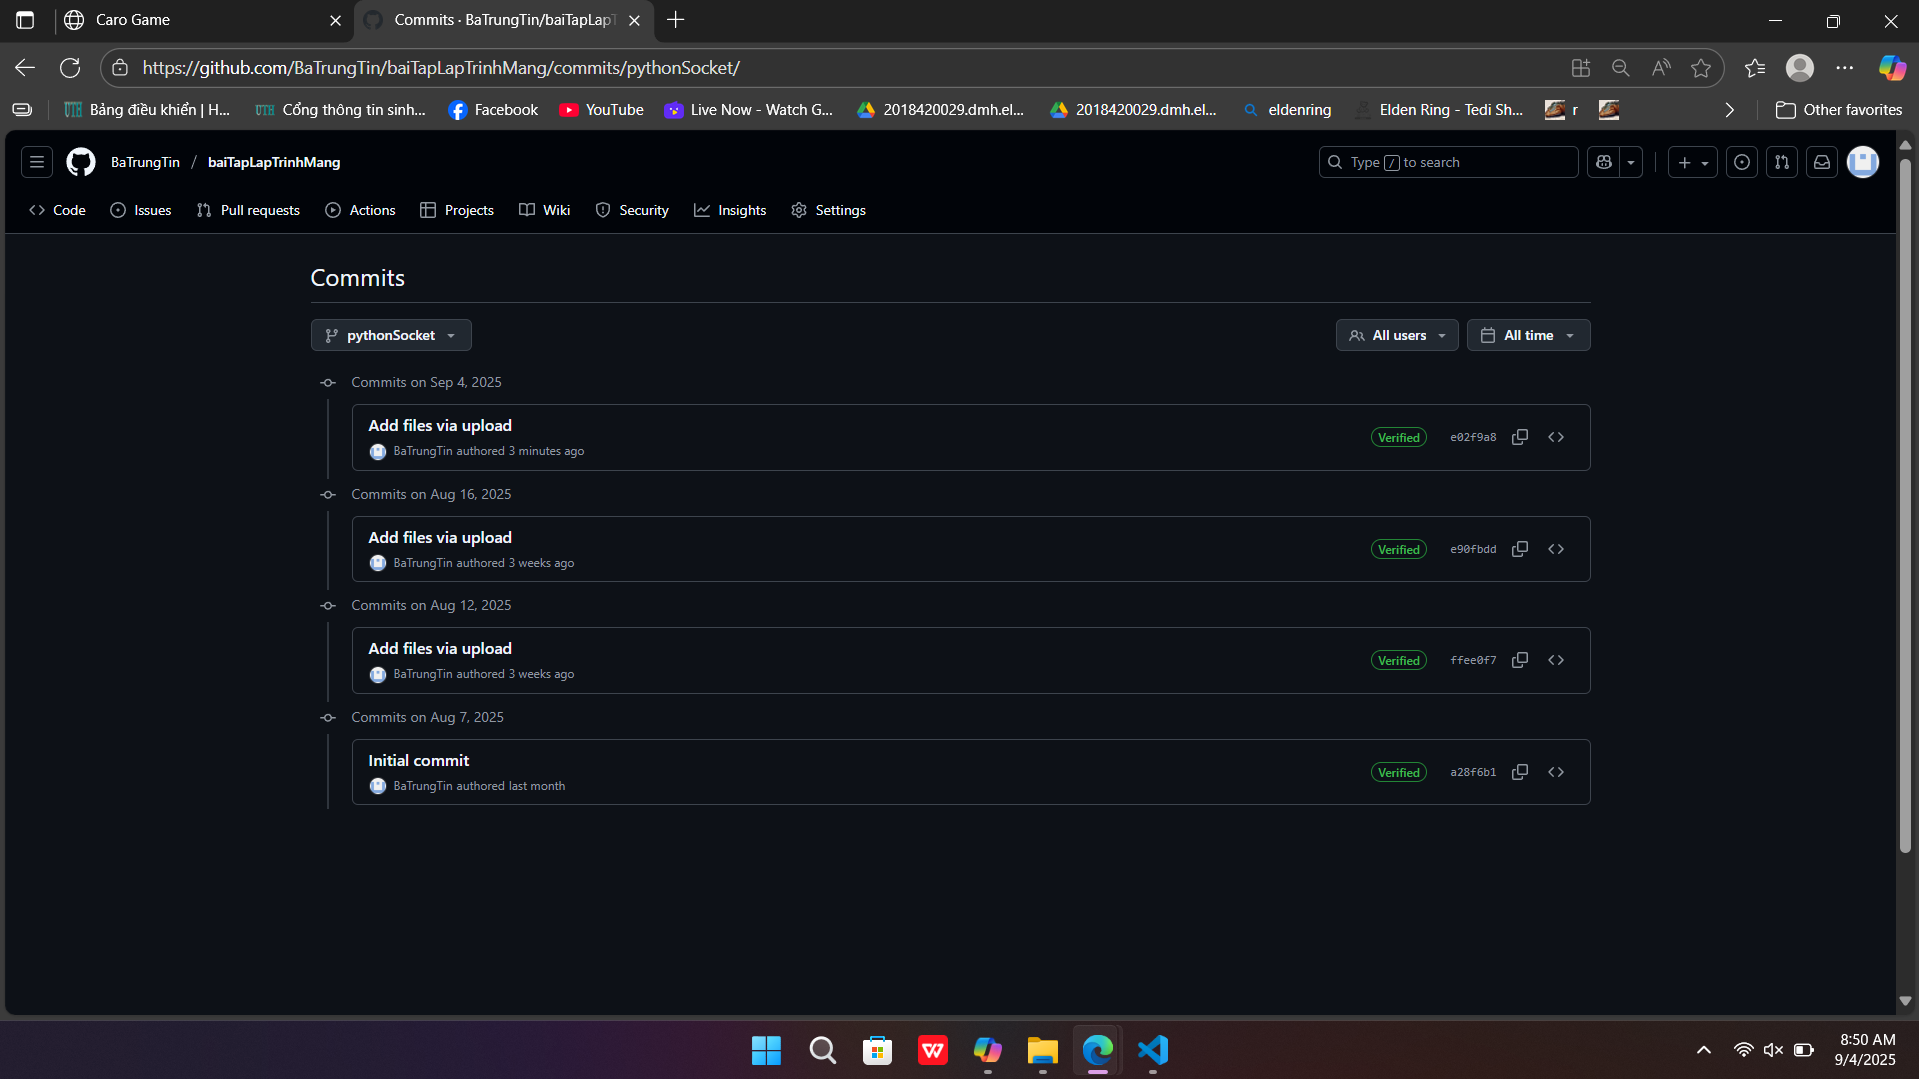 Caro Game
Commits · BaTrungTin/baiTapLapT
https://github.com/BaTrungTin/baiTapLapTrinhMang/commits/pythonSocket/
Bảng điều khiển | H...
Cổng thông tin sinh...
Facebook
YouTube
Live Now - Watch G...
2018420029.dmh.el...
2018420029.dmh.el...
eldenring
Elden Ring - Tedi Sh...
r
Other favorites
BaTrungTin / baiTapLapTrinhMang
Type / to search
Code
Issues
Pull requests
Actions
Projects
Wiki
Security
Insights
Settings
Commits
pythonSocket
All users
All time
Commits on Sep 4, 2025
Add files via upload
BaTrungTin authored 3 minutes ago
Verified
e02f9a8
Commits on Aug 16, 2025
Add files via upload
BaTrungTin authored 3 weeks ago
Verified
e90fbdd
Commits on Aug 12, 2025
Add files via upload
BaTrungTin authored 3 weeks ago
Verified
ffee0f7
Commits on Aug 7, 2025
Initial commit
BaTrungTin authored last month
Verified
a28f6b1
8:50 AM
9/4/2025